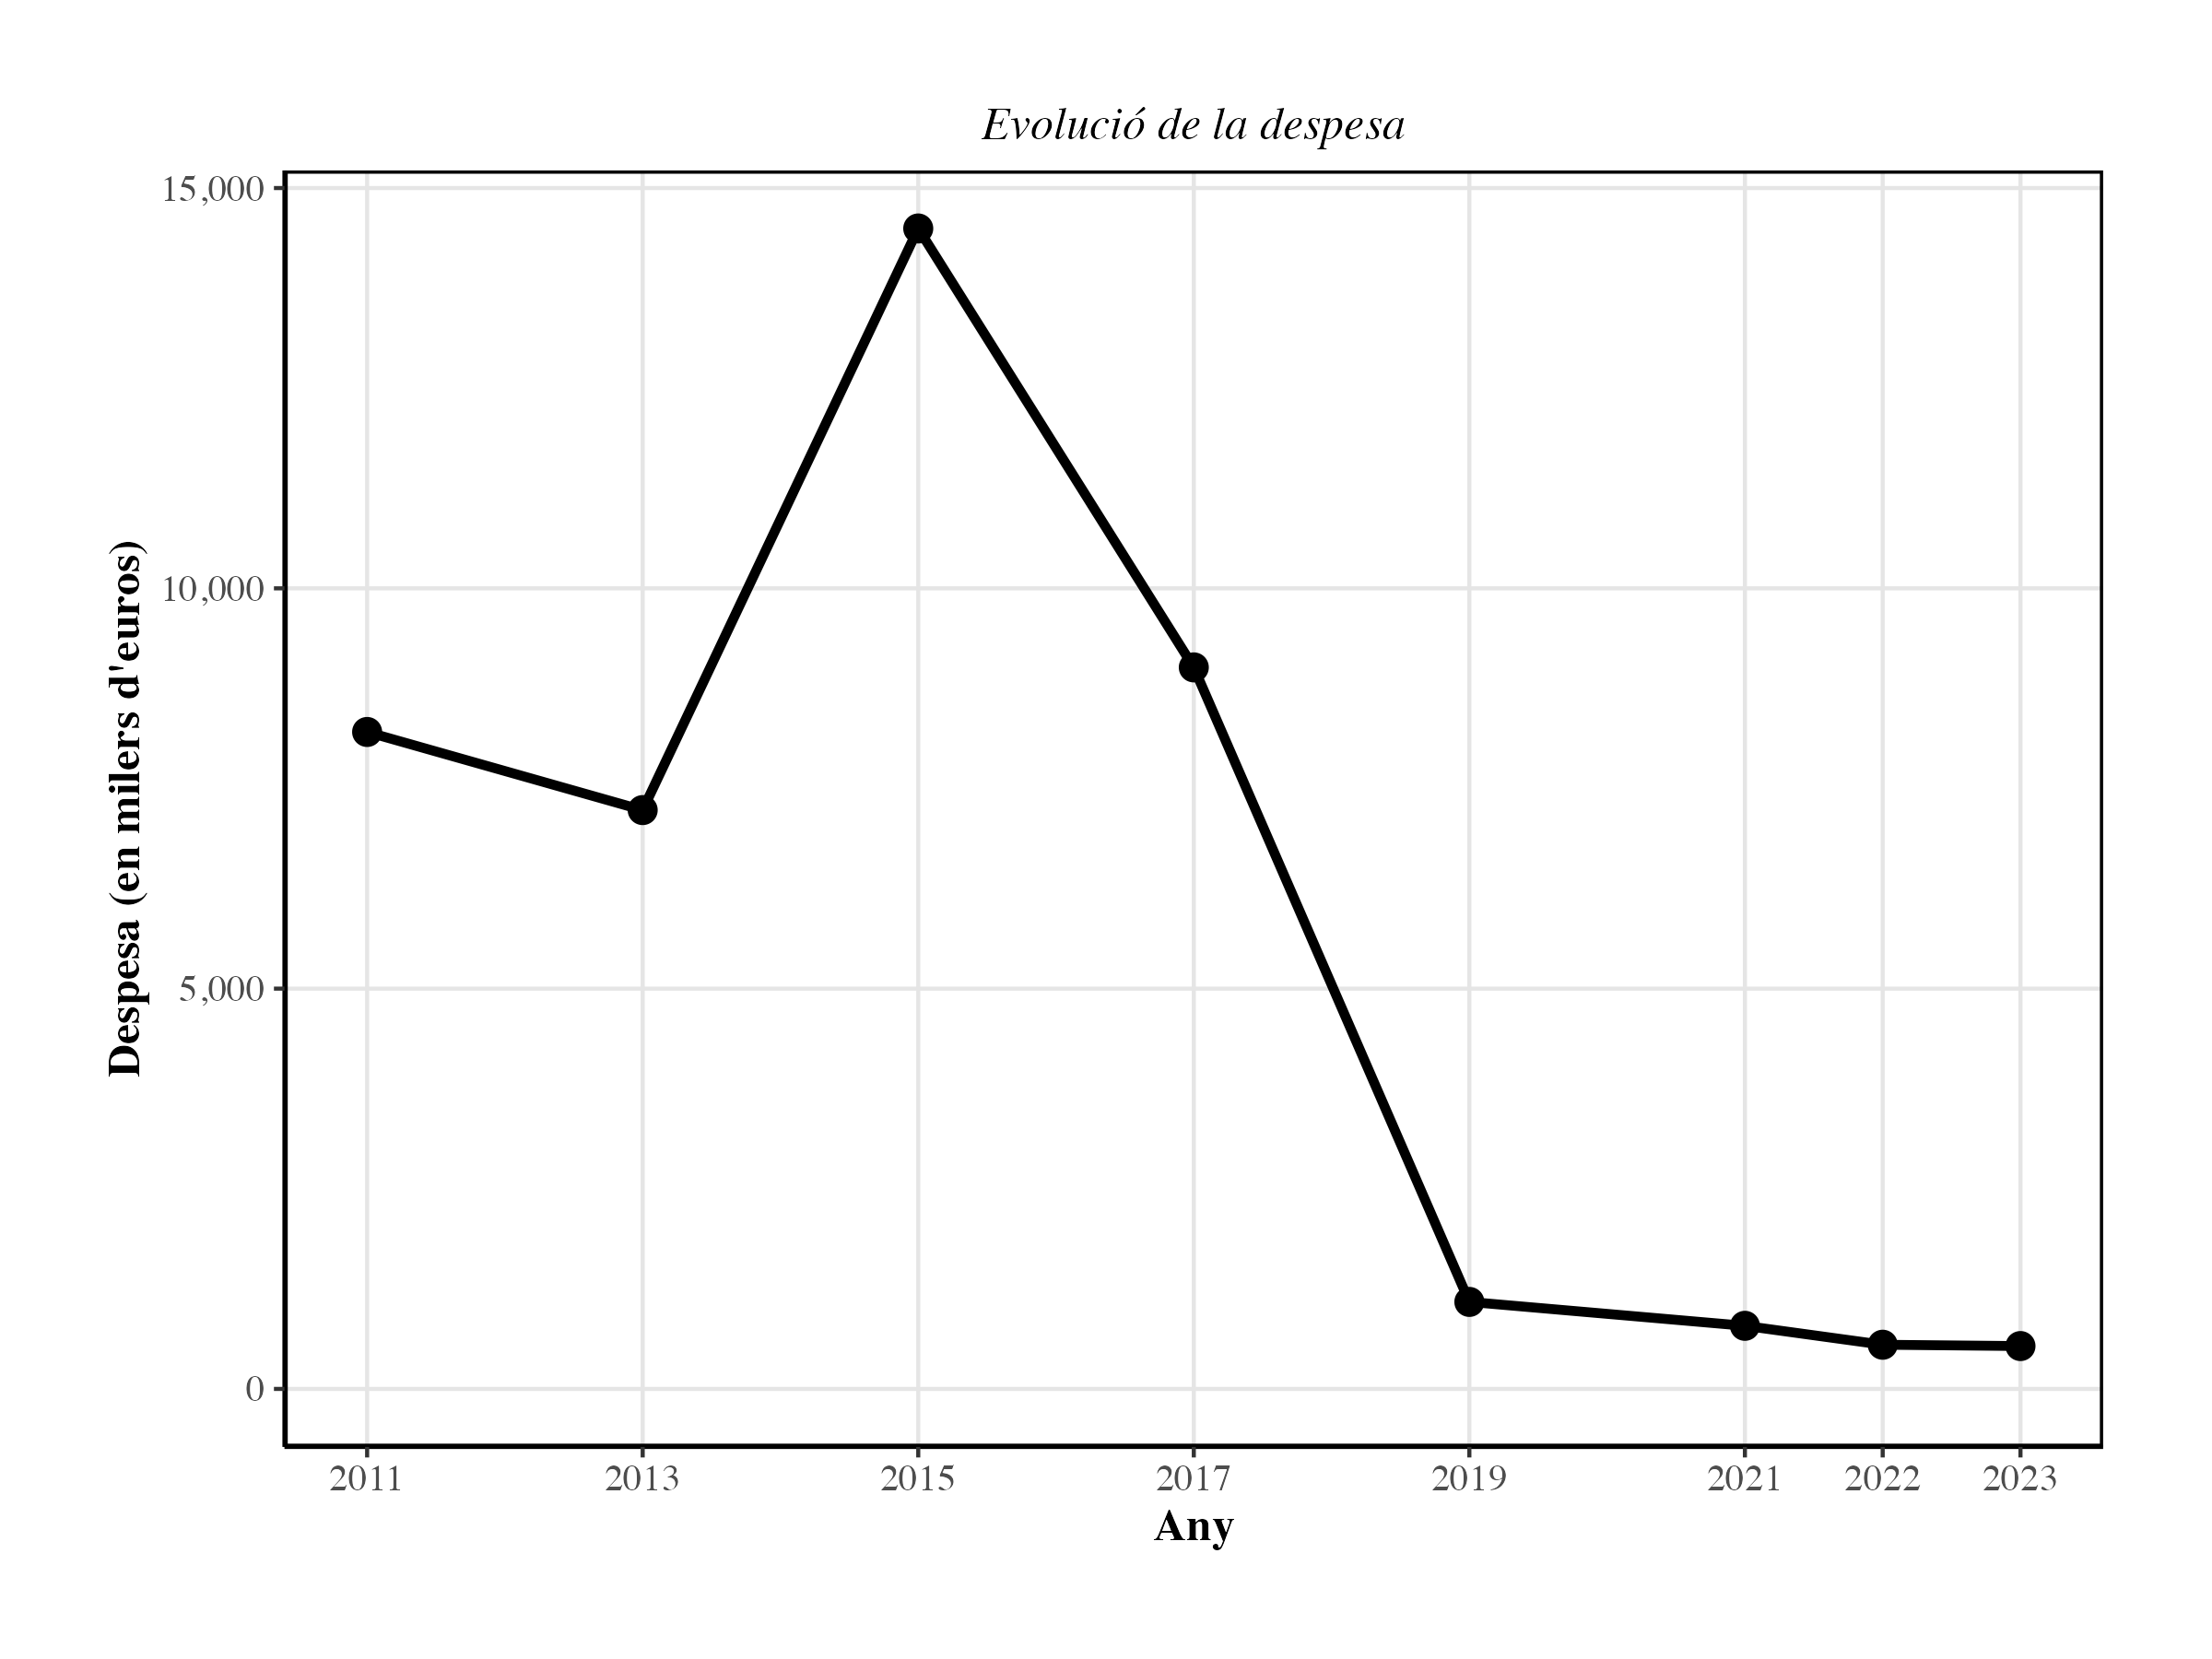 Evolució de la despesa
Despesa (en milers d'euros)
15,000
10,000
5,000
0
2011 2013 2015 2017 2019 2021 2022 2023
Any